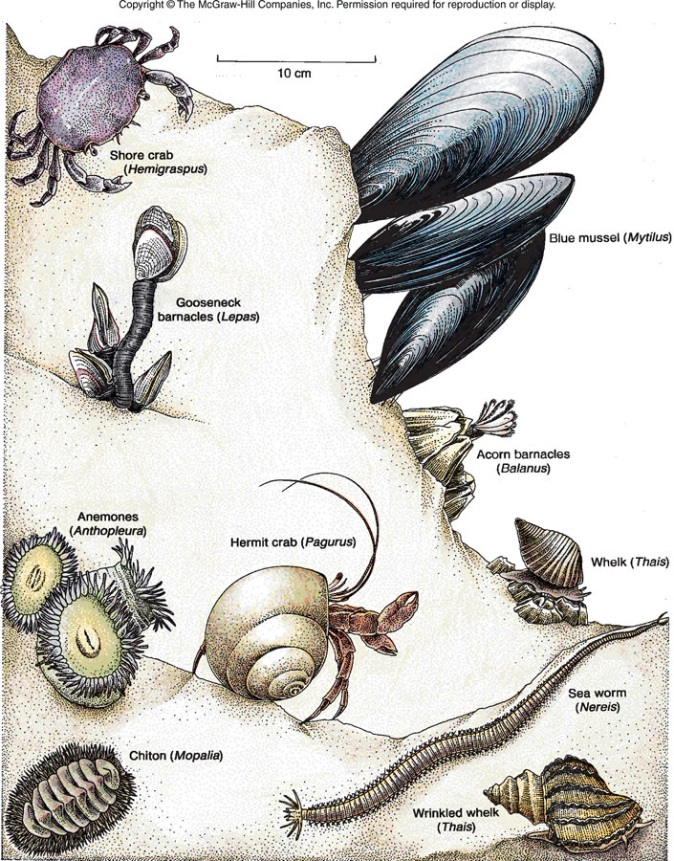 Copyright © The McGraw-Hill Companies, Inc. Permission required for reproduction or display.
10 cm
Shore crab
(Hemigraspus)
Blue mussel (Mytilus)
Gooseneck
barnacles (Lepas)
Acorn barnacles
(Balanus)
Anemones
(Anthopleura)
Hermit crab (Pagurus)
Whelk (Thais)
Sea worm
(Nereis)
Chiton (Mopalia)
Wrinkled whelk
(Thais)